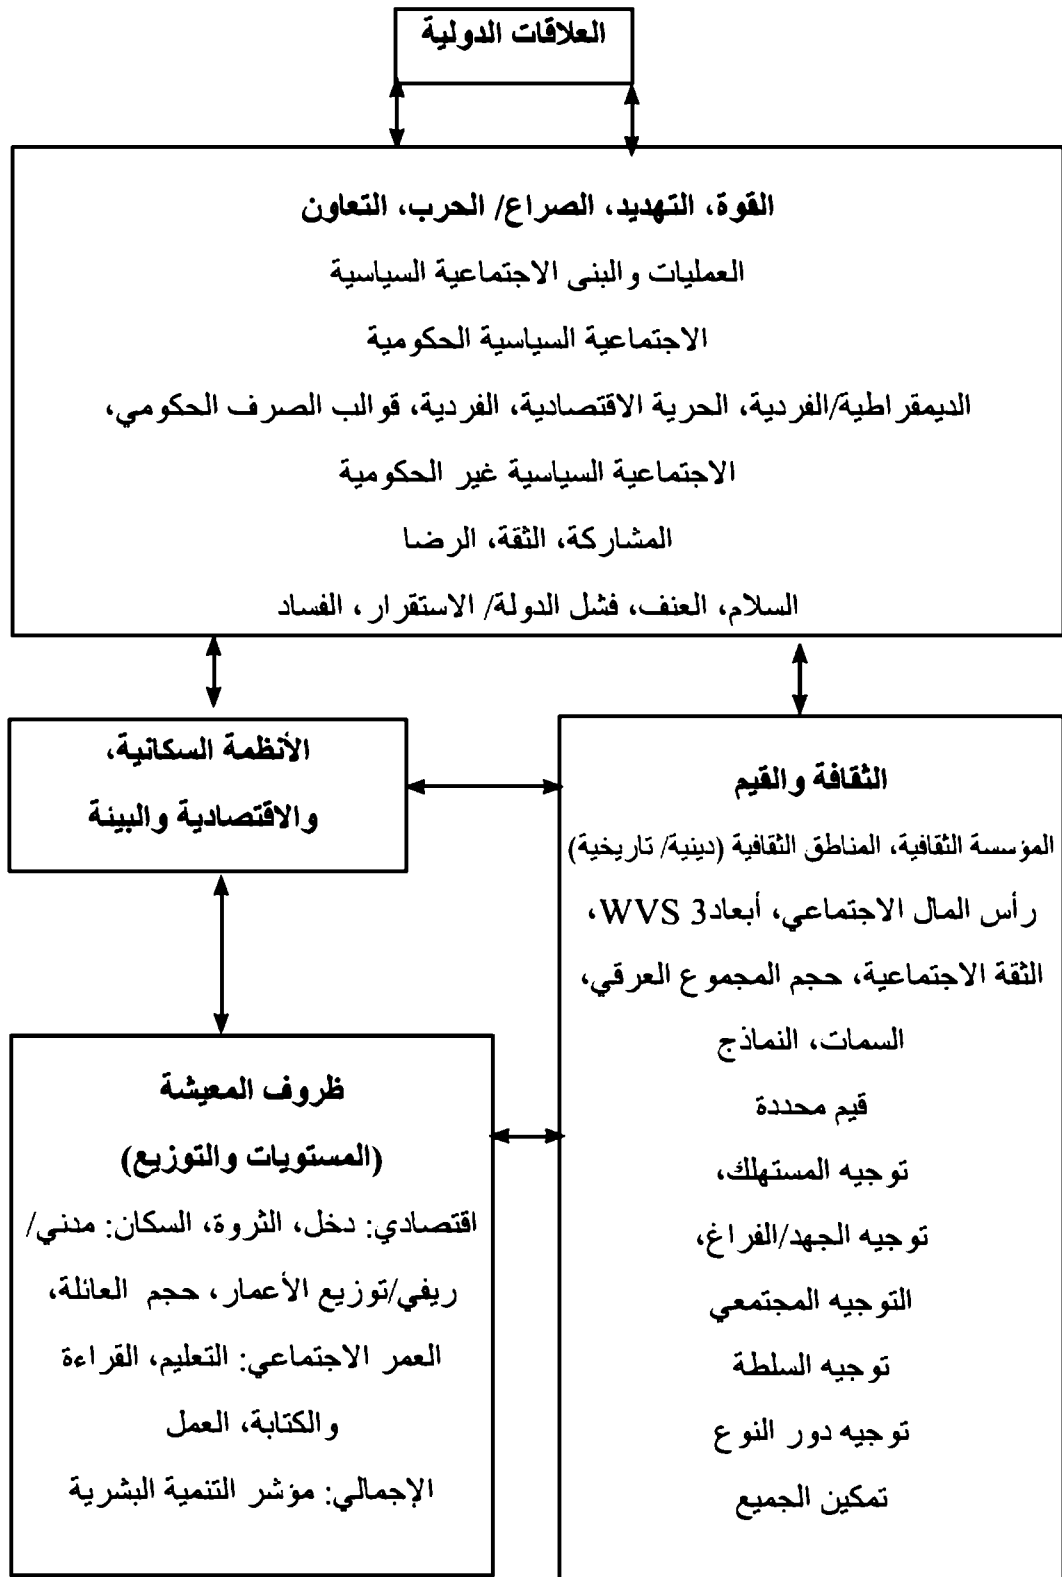 العلاقات الدولية
القوة، التهديد، الصراع/ الحرب، التعاون
العمليات والبنى الاجتماعية السياسية
الاجتماعية السياسية الحكومية
الديمقراطية/الفردية، الحرية الاقتصادية، الفردية، قوالب الصرف الحكومي،
الاجتماعية السياسية غير الحكومية
المشاركة، الثقة، الرضا
السلام، العنف، فشل الدولة/ الاستقرار، الفساد
الأنظمة السكانية،
والاقتصادية والبيئة
الثقافة والقيم
المؤسسة الثقافية، المناطق الثقافية (دينية/ تاريخية)
رأس المال الاجتماعي، أبعاد3 WVS،
الثقة الاجتماعية، حجم المجموع العرقي،
السمات، النماذج
قيم محددة
توجيه المستهلك،
توجيه الجهد/الفراغ،
التوجيه المجتمعي
توجيه السلطة
توجيه دور النوع
تمكين الجميع
ظروف المعيشة
(المستويات والتوزيع)
اقتصادي: دخل، الثروة، السكان: مدني/
ريفي/توزيع الأعمار، حجم العائلة،
العمر الاجتماعي: التعليم، القراءة
والكتابة، العمل
الإجمالي: مؤشر التنمية البشرية